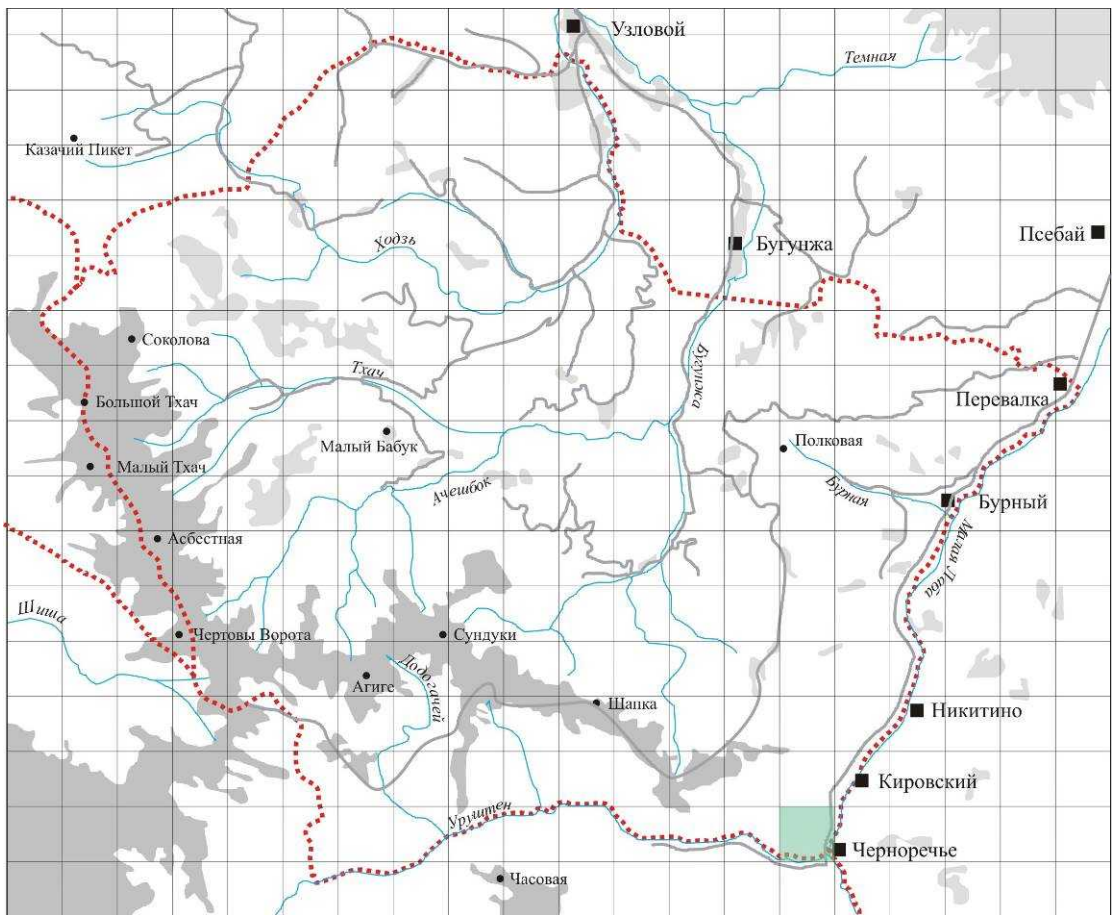 Узловой
Темная
Казачий Пикет
Псебай
Ходзь
Бугунжа
Соколова
Бугунжа
Тхач
Перевалка
Большой Тхач
Малый Бабук
Полковая
Малый Тхач
Ачешбок
Бурная
Бурный
Асбестная
Малая Лаба
Шиша
Чертовы Ворота
Сундуки
Додогачей
Агиге
Шапка
Никитино
Кировский
Уруштен
Черноречье
Часовая